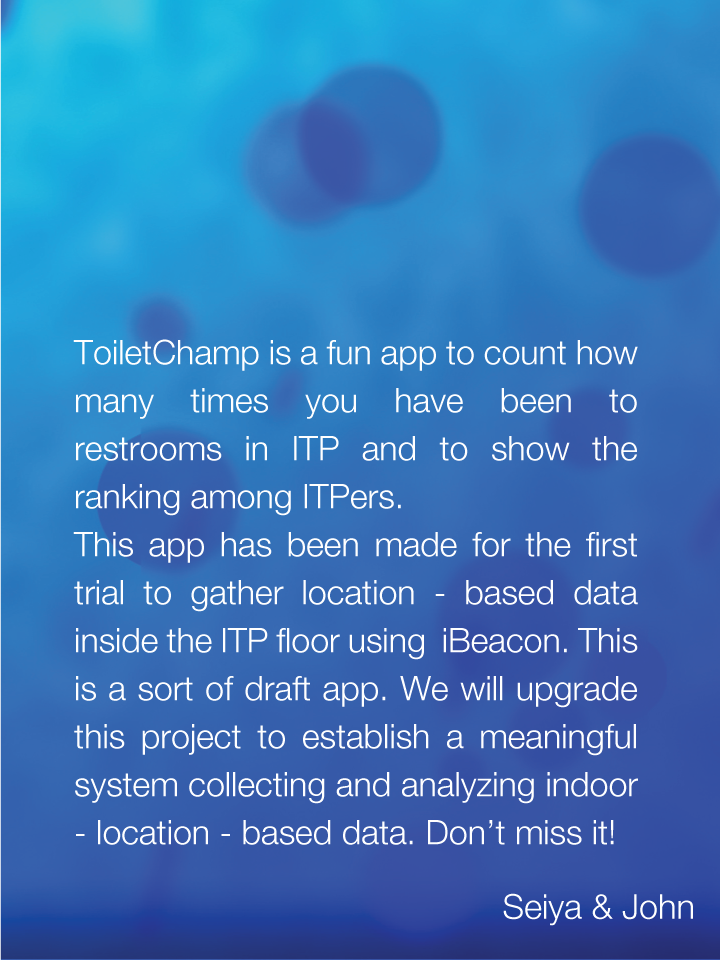 ToiletChamp is a fun app to count how
many times you have been to
restrooms in ITP and to show the
ranking among ITPers.
This app has been made for the first
trial to gather location - based data
inside the ITP floor using iBeacon. This
is a sort of draft app. We will upgrade
this project to establish a meaningful
system collecting and analyzing indoor
- location - based data. Don’t miss it!
Seiya & John